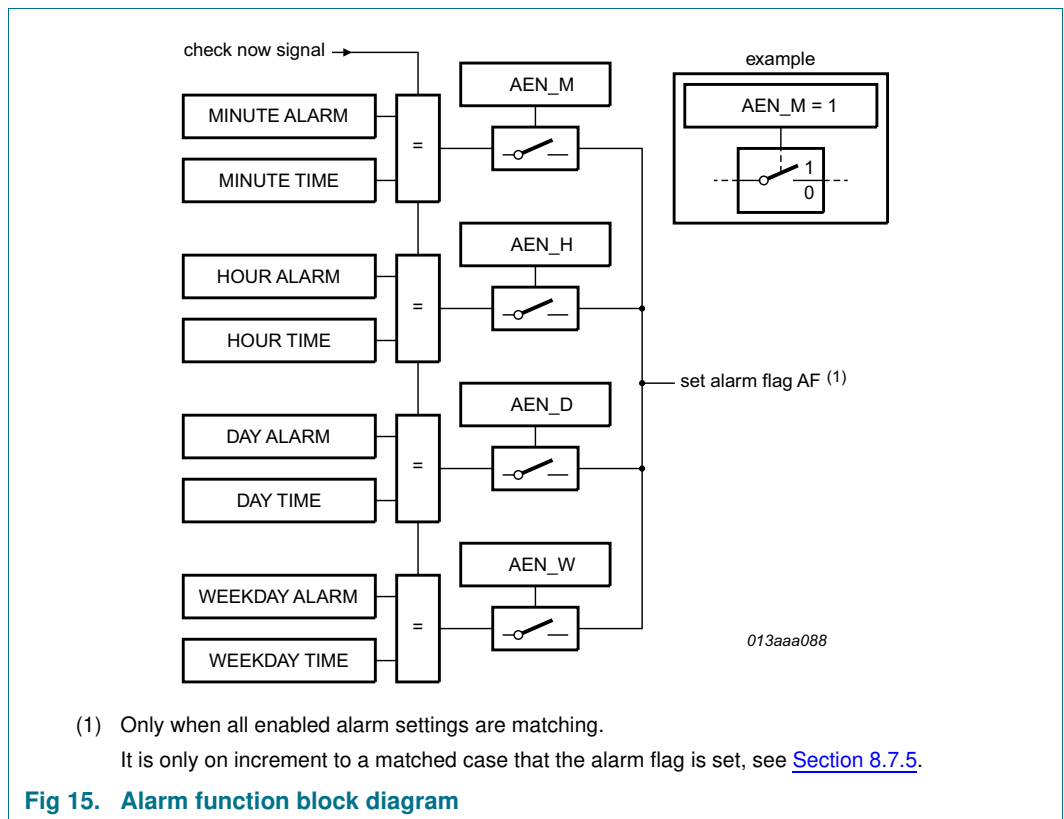 check now signal
example
AEN_M
AEN_M = 1
MINUTE ALARM
=
MINUTE TIME
1
0
AEN_H
HOUR ALARM
=
HOUR TIME
set alarm flag AF (1)
AEN_D
DAY ALARM
=
DAY TIME
AEN_W
WEEKDAY ALARM
=
WEEKDAY TIME
013aaa088
(1) Only when all enabled alarm settings are matching.
It is only on increment to a matched case that the alarm flag is set, see Section 8.7.5.
Fig 15. Alarm function block diagram